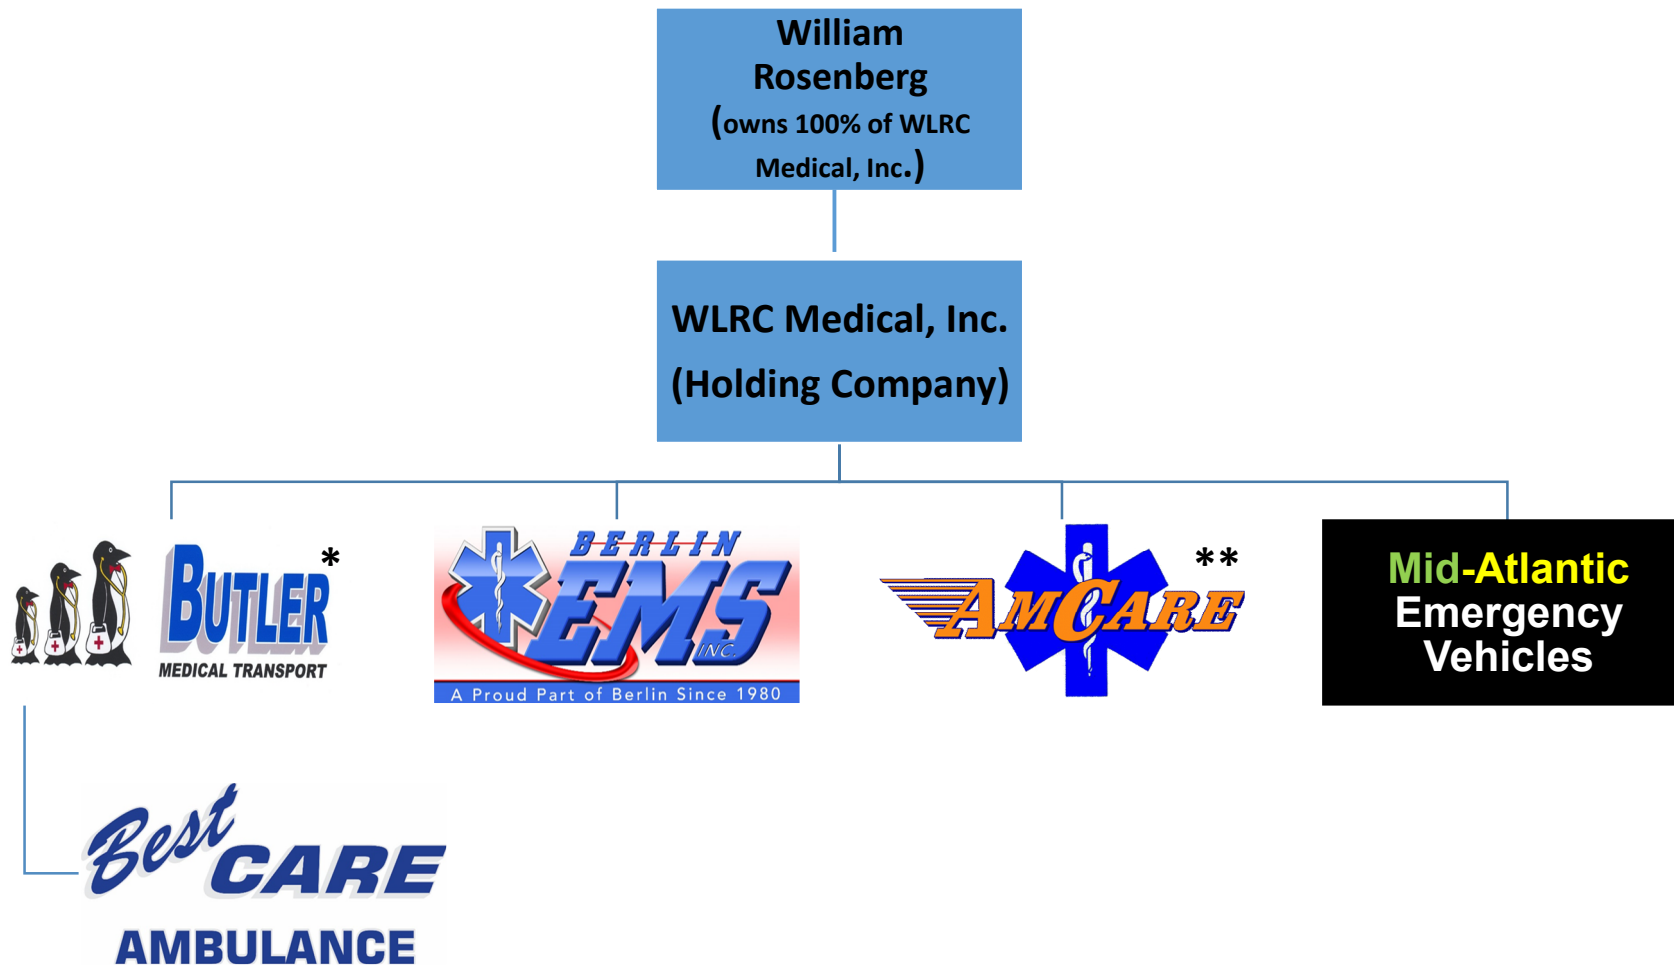 William
Rosenberg
(owns 100% of WLRC
Medical, Inc.)
WLRC Medical, Inc.
(Holding Company)
BUTLER *
MEDICAL TRANSPORT
BERLIN
EMS
INC.
A Proud Part of Berlin Since 1980
**
AMCARE
Mid-Atlantic
Emergency
Vehicles
Best
CARE
AMBULANCE